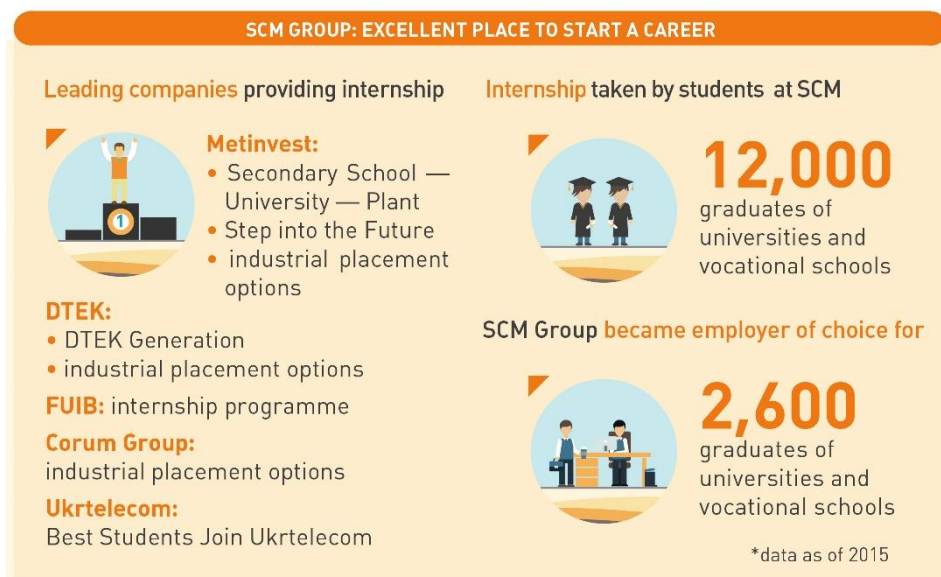 SCM GROUP: EXCELLENT PLACE TO START A CAREER
Leading companies providing internship
1
Metinvest:
• Secondary School —
University — Plant
• Step into the Future
• industrial placement
options
DTEK:
• DTEK Generation
• industrial placement options
FUIB: internship programme
Corum Group:
industrial placement options
Ukrtelecom:
Best Students Join Ukrtelecom
Internship taken by students at SCM
12,000
graduates of
universities and
vocational schools
SCM Group became employer of choice for
2,600
graduates of
universities and
vocational schools
*data as of 2015